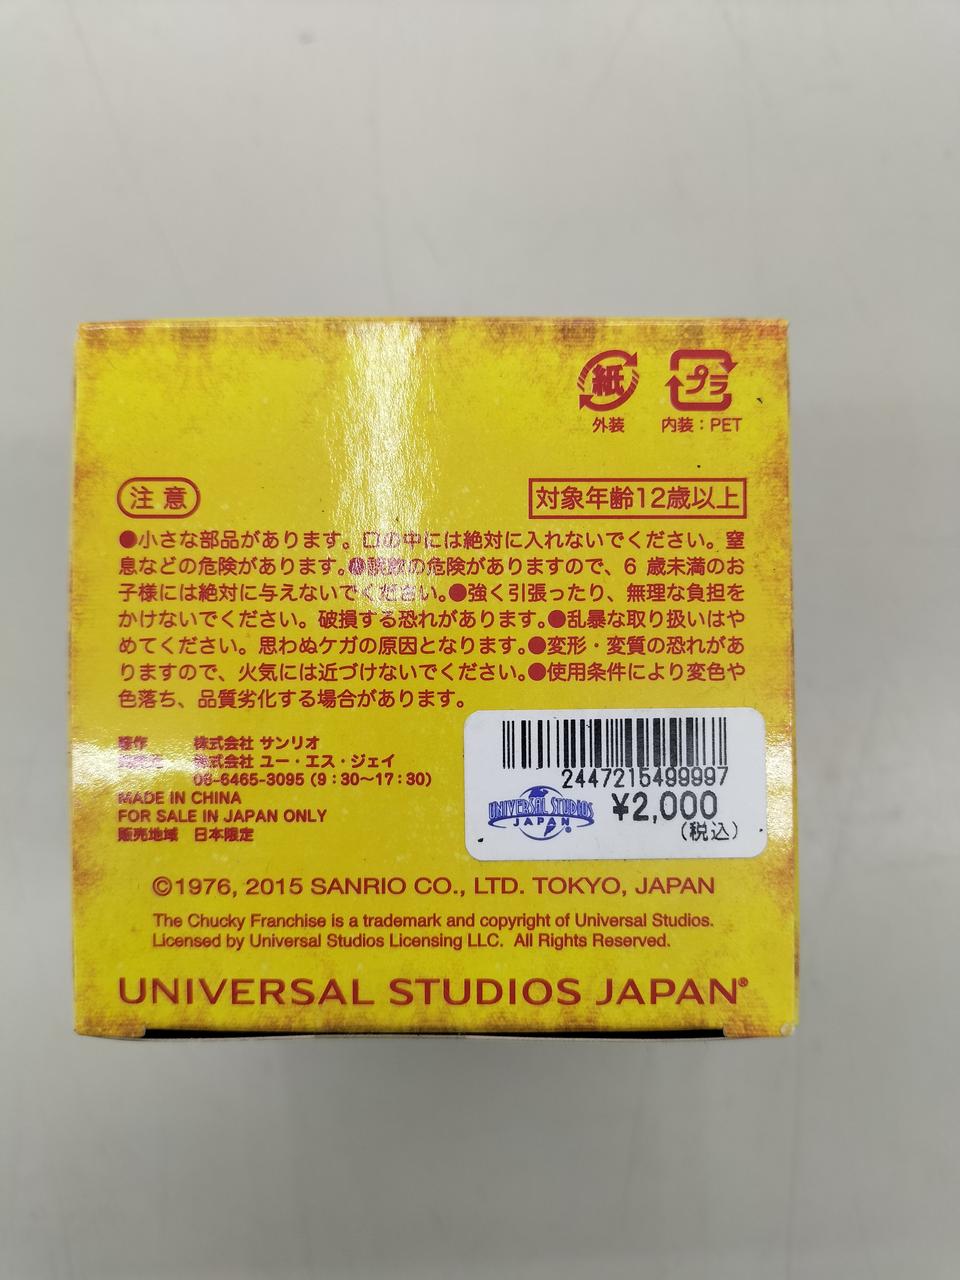 紙
プラ
外装
内装：PET
注意
対象年齢12歳以上
●小さな部品があります。口の中には絶対に入れないでください。窒
息などの危険があります。●誤飲の危険がありますので、6 歳未満のお
子様には絶対に与えないでください。●強く引張ったり、無理な負担を
かけないでください。破損する恐れがあります。●乱暴な取り扱いはや
めてください。思わぬケガの原因となります。●変形・変質の恐れがあ
りますので、火気には近づけないでください。●使用条件により変色や
色落ち、品質劣化する場合があります。
株式会社 サンリオ
株式会社 ユー・エス・ジェイ
06-6465-3095 (9：30～17：30)
MADE IN CHINA
FOR SALE IN JAPAN ONLY
販売地域 日本限定
2447215499997
UNIVERSAL STUDIOS
JAPAN®
¥2,000
(税込)
©1976, 2015 SANRIO CO., LTD. TOKYO, JAPAN
The Chucky Franchise is a trademark and copyright of Universal Studios.
Licensed by Universal Studios Licensing LLC. All Rights Reserved.
UNIVERSAL STUDIOS JAPAN®